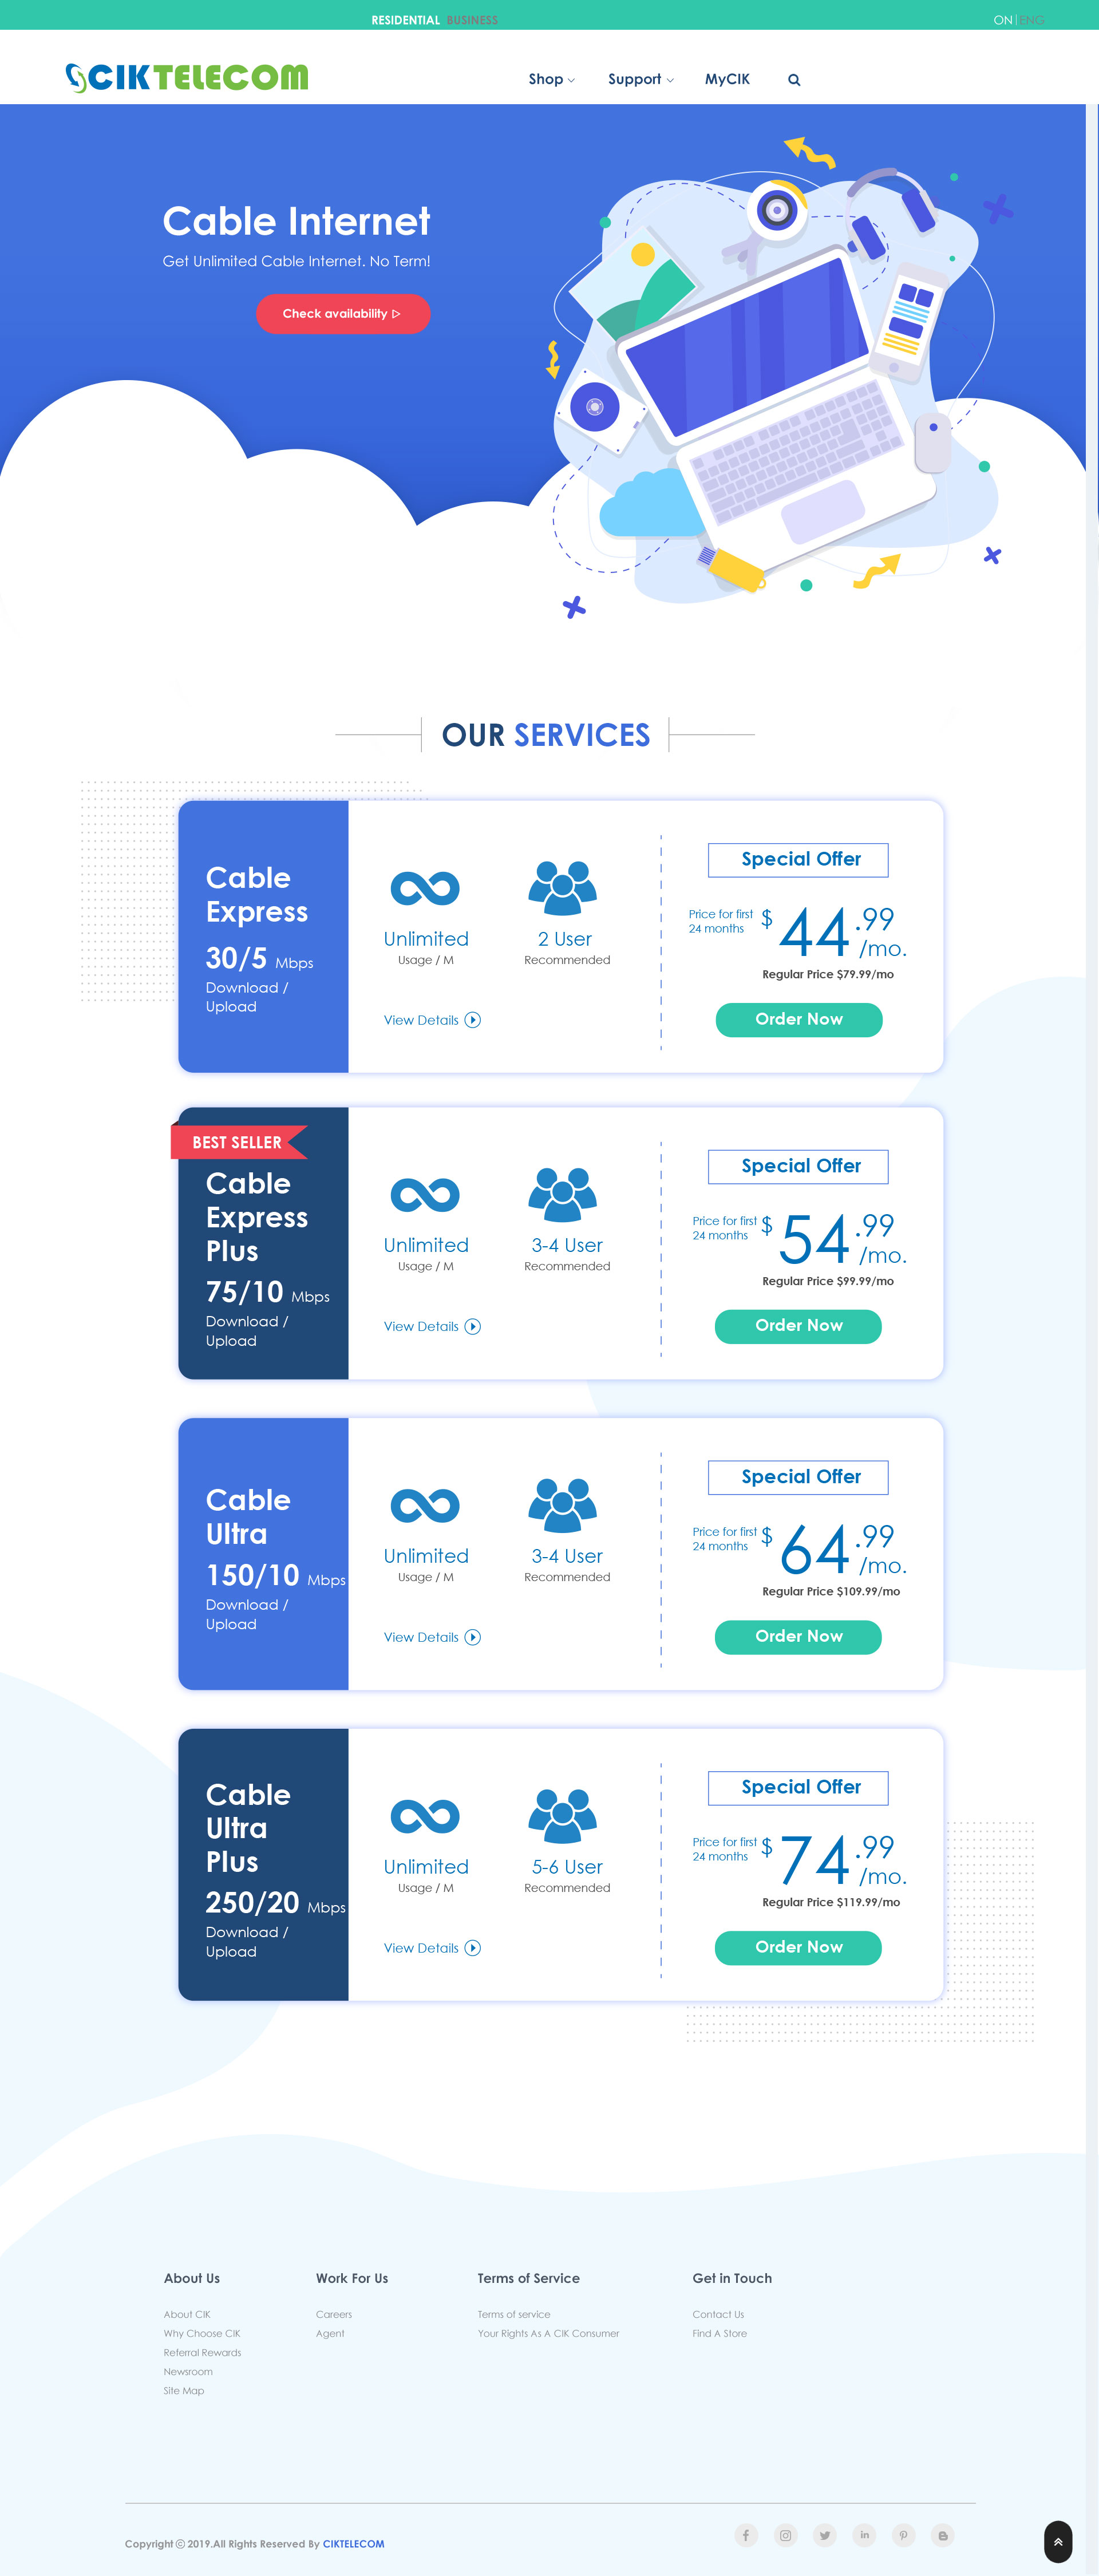 RESIDENTIAL BUSINESS
ON | ENG
CIKTELECOM
Shop Support MyCIK
Cable Internet
Get Unlimited Cable Internet. No Term!
Check availability
OUR SERVICES
Cable
Express
30/5 Mbps
Download /
Upload
Unlimited
Usage / M
2 User
Recommended
View Details
Special Offer
Price for first
24 months
$ 44.99
/mo.
Regular Price $79.99/mo
Order Now
BEST SELLER
Cable
Express
Plus
75/10 Mbps
Download /
Upload
Unlimited
Usage / M
3-4 User
Recommended
View Details
Special Offer
Price for first
24 months
$ 54.99
/mo.
Regular Price $99.99/mo
Order Now
Cable
Ultra
150/10 Mbps
Download /
Upload
Unlimited
Usage / M
3-4 User
Recommended
View Details
Special Offer
Price for first
24 months
$ 64.99
/mo.
Regular Price $109.99/mo
Order Now
Cable
Ultra
Plus
250/20 Mbps
Download /
Upload
Unlimited
Usage / M
5-6 User
Recommended
View Details
Special Offer
Price for first
24 months
$ 74.99
/mo.
Regular Price $119.99/mo
Order Now
About Us
About CIK
Why Choose CIK
Referral Rewards
Newsroom
Site Map
Work For Us
Careers
Agent
Terms of Service
Terms of service
Your Rights As A CIK Consumer
Get in Touch
Contact Us
Find A Store
Copyright © 2019.All Rights Reserved By CIKTELECOM